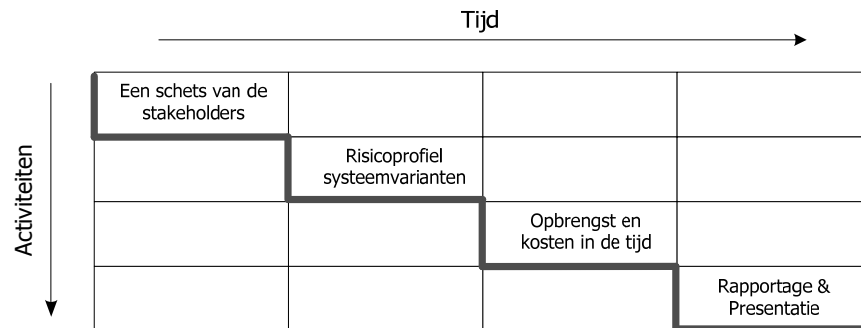 Tijd
Activiteiten
Een schets van de
stakeholders
Risicoprofiel
systeemvarianten
Opbrengst en
kosten in de tijd
Rapportage &
Presentatie